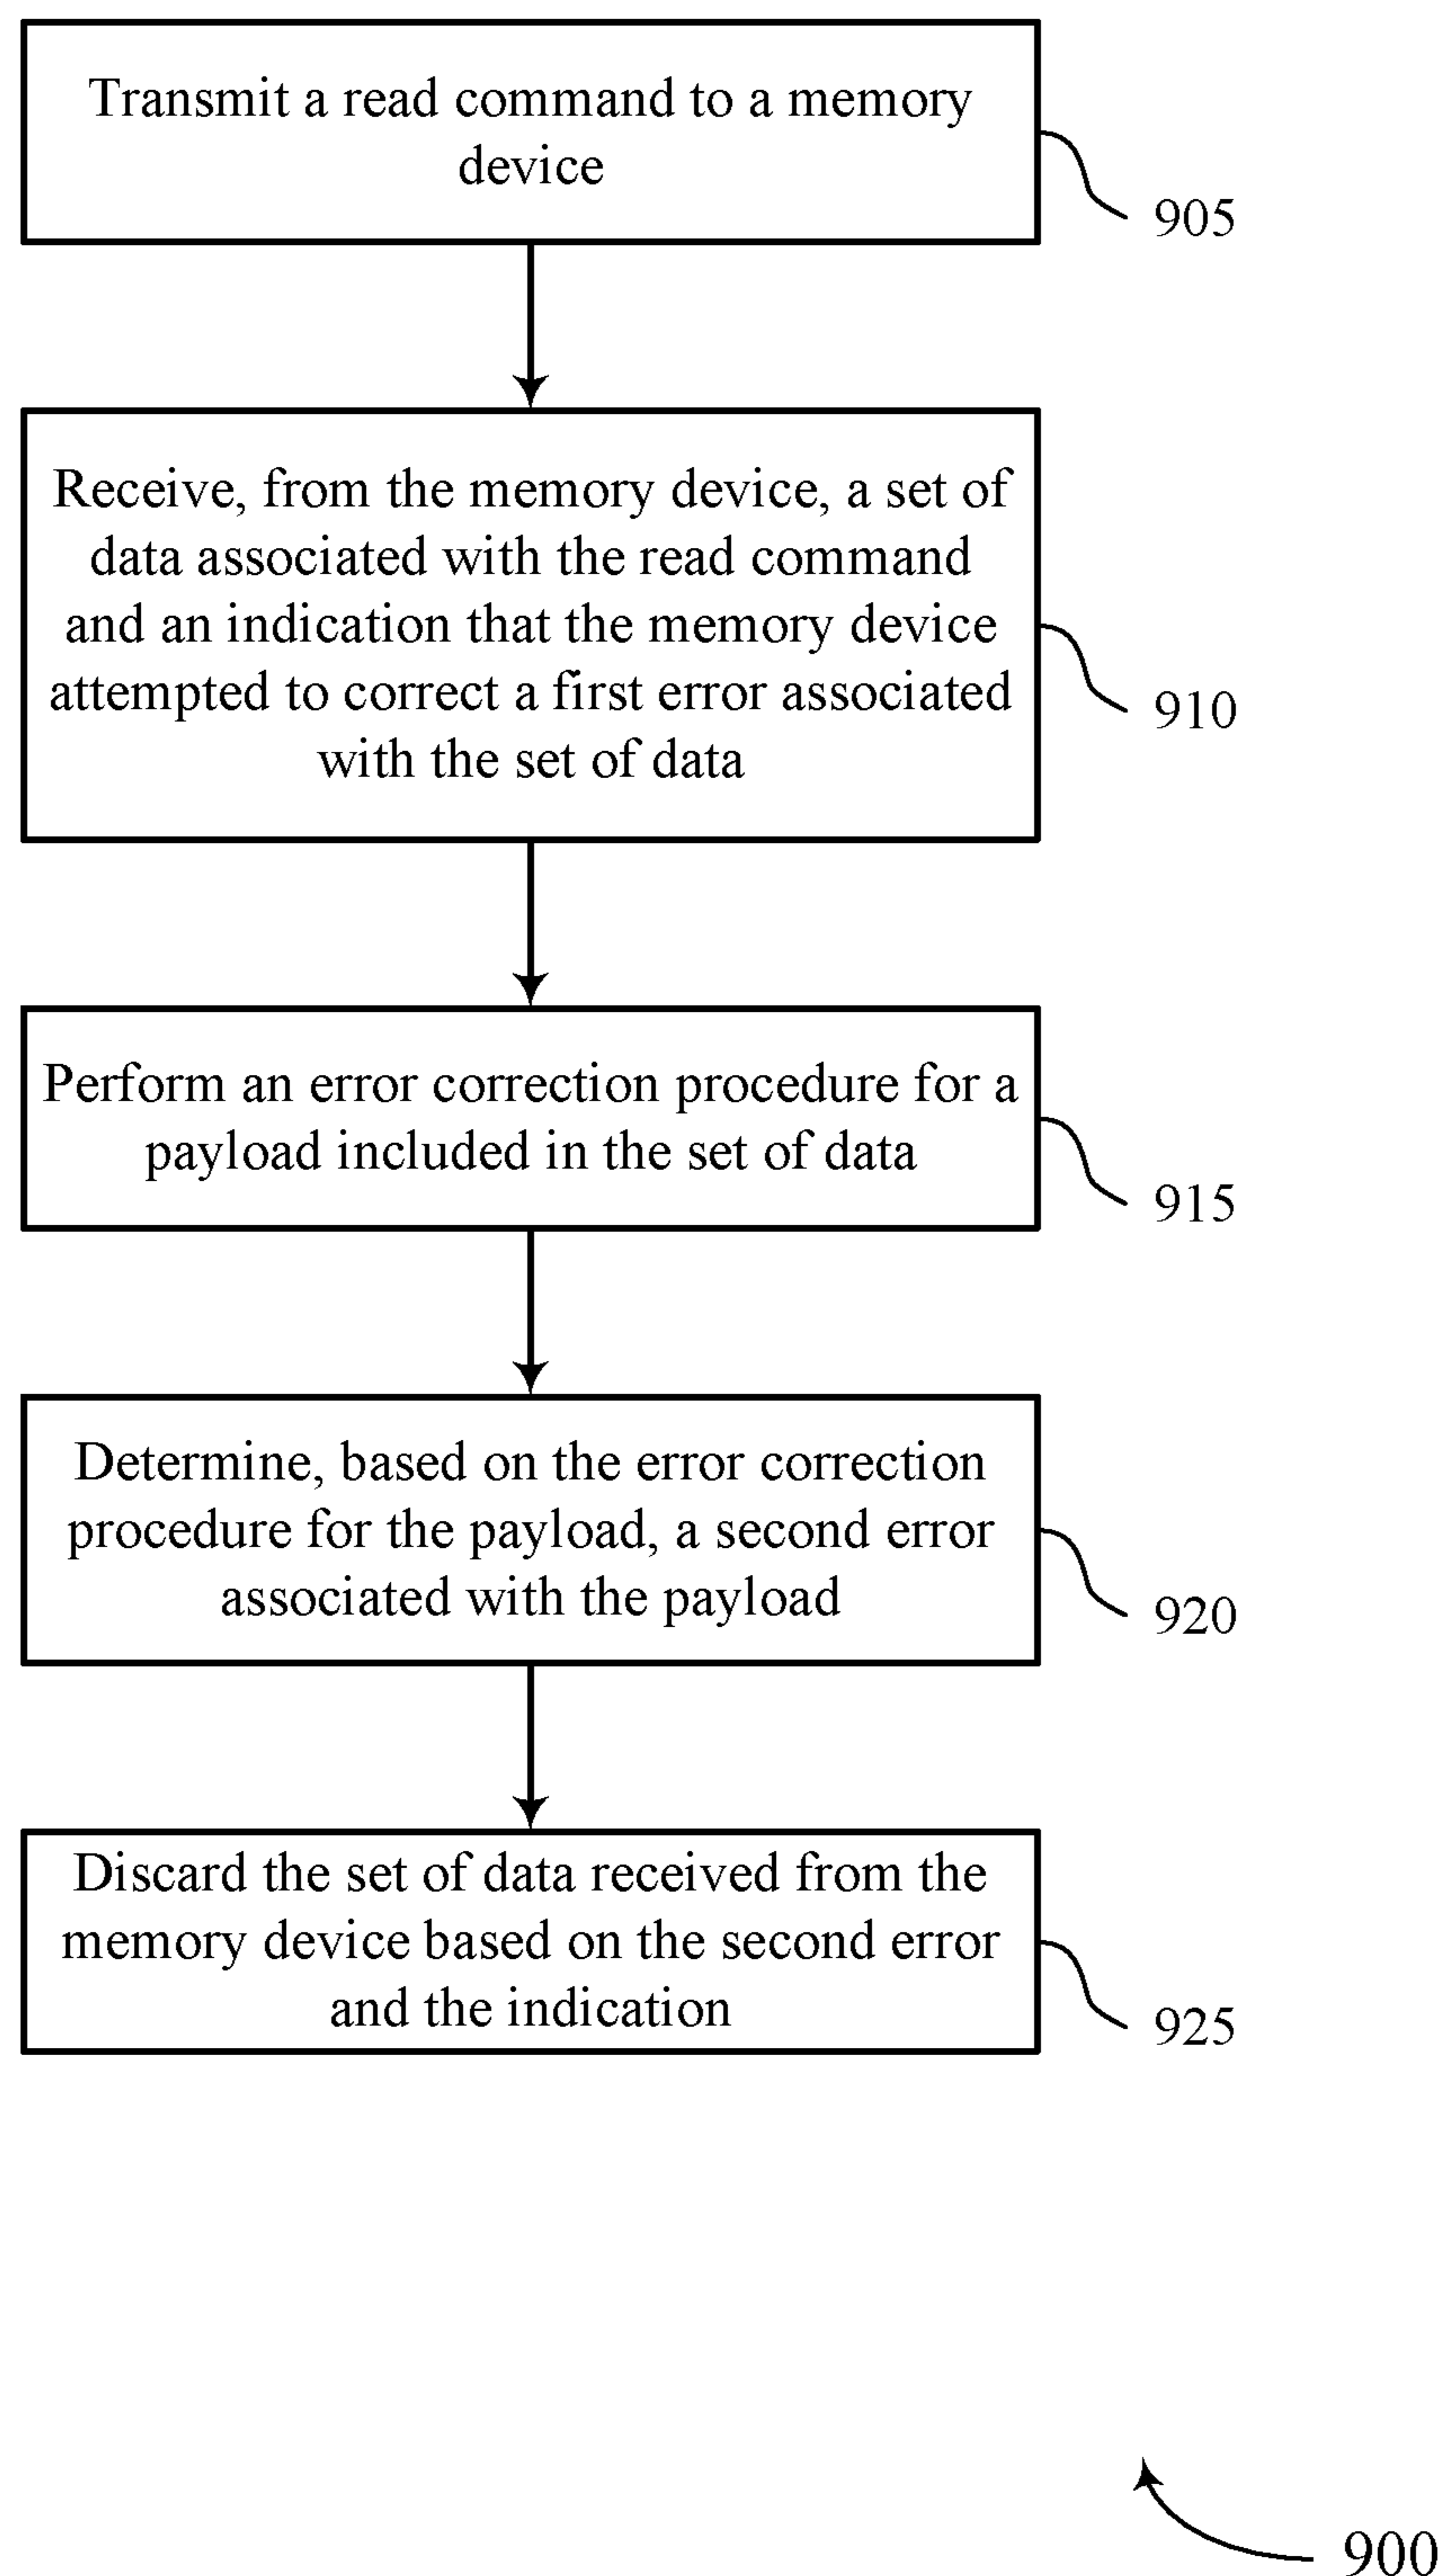 Transmit a read command to a memory
device
905
Receive, from the memory device, a set of
data associated with the read command
and an indication that the memory device
attempted to correct a first error associated
with the set of data
910
Perform an error correction procedure for a
payload included in the set of data
915
Determine, based on the error correction
procedure for the payload, a second error
associated with the payload
920
Discard the set of data received from the
memory device based on the second error
and the indication
925
900